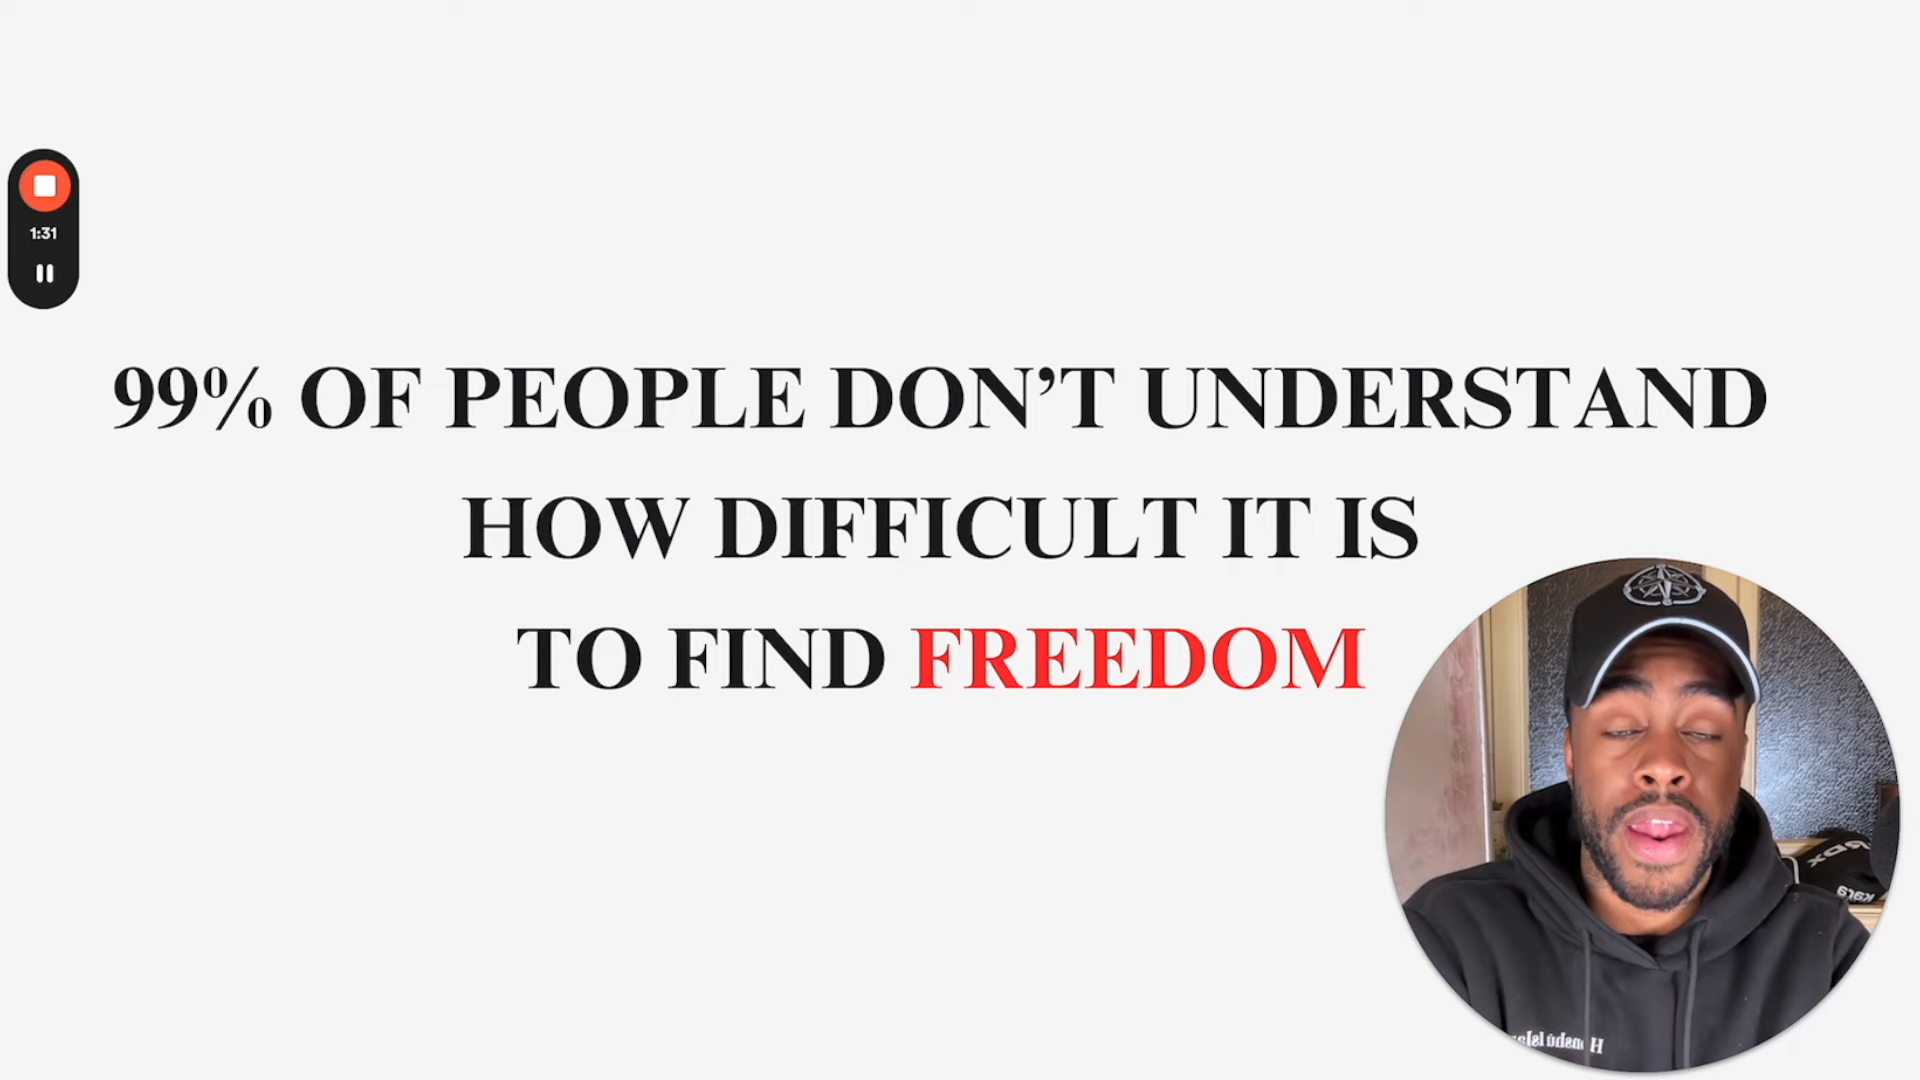 1:31
99% OF PEOPLE DON’T UNDERSTAND
HOW DIFFICULT IT IS
TO FIND FREEDOM